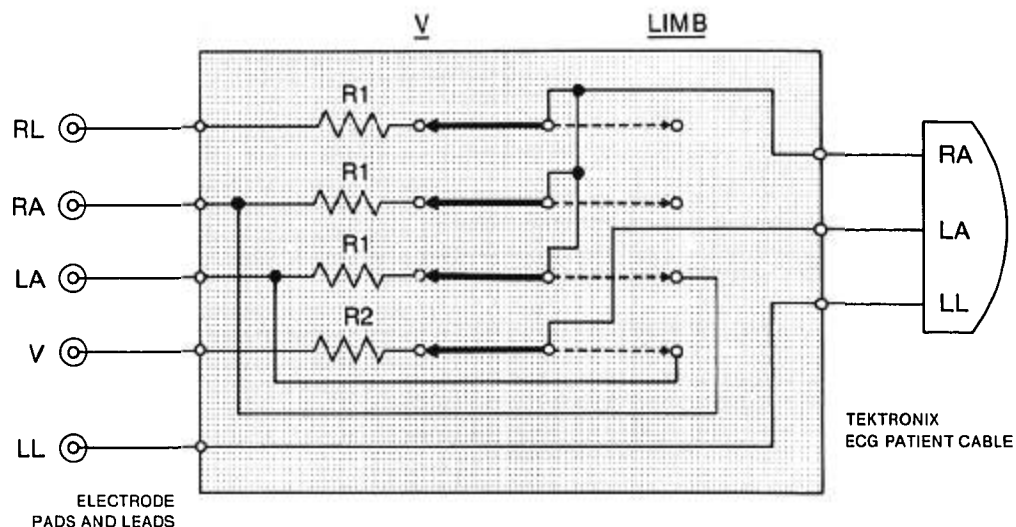 V
LIMB
R1
RL
R1
RA
R1
LA
R2
V
LL
RA
LA
LL
TEKTRONIX
ECG PATIENT CABLE
ELECTRODE
PADS AND LEADS